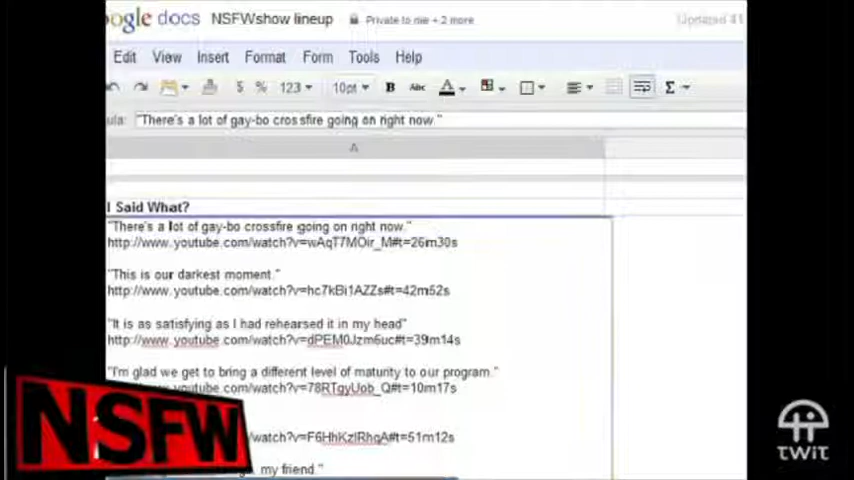 ogle docs NSFWshow lineup Private to me + 2 more Updated 41
Edit View Insert Format Form Tools Help
$ % 123 10pt B Abc A Σ
ula: "There's a lot of gay-bo crossfire going on right now."
A
I Said What?
"There's a lot of gay-bo crossfire going on right now."
http://www.youtube.com/watch?v=wAqT7MOir_M#t=26m30s
"This is our darkest moment."
http://www.youtube.com/watch?v=hc7kBi1AZZs#t=42m52s
"It is as satisfying as I had rehearsed it in my head"
http://www.youtube.com/watch?v=dPEM0Jzm6uc#t=39m14s
"I'm glad we get to bring a different level of maturity to our program."
youtube.com/watch?v=78RTgyUob_Q#t=10m17s
watch?v=F6HhKzIRhgA#t=51m12s
my friend."
NSFW
TWiT